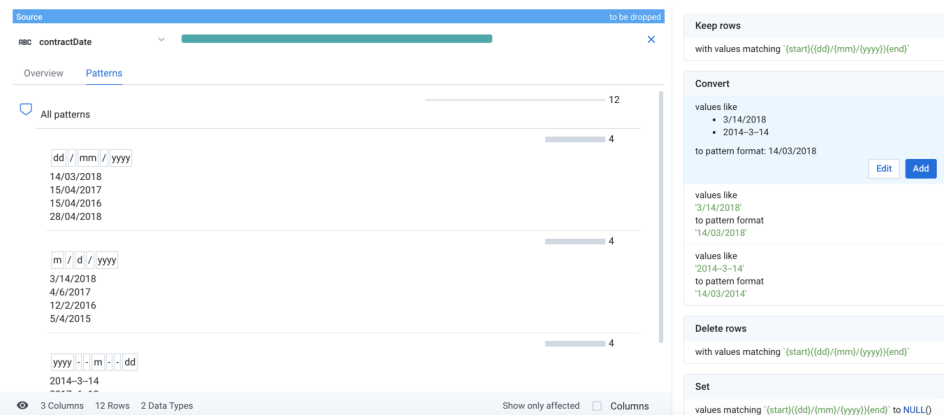 Source
to be dropped
ABC contractDate
Overview Patterns
All patterns
12
4
dd / mm / yyyy
14/03/2018
15/04/2017
15/04/2016
28/04/2018
4
m / d / yyyy
3/14/2018
4/6/2017
12/2/2016
5/4/2015
4
yyyy - - m - - dd
2014--3--14
3 Columns 12 Rows 2 Data Types
Show only affected Columns
Keep rows
with values matching `{start}({dd}/{mm}/{yyyy}){end}`
Convert
values like
• 3/14/2018
• 2014--3--14
to pattern format: 14/03/2018
Edit Add
values like
'3/14/2018'
to pattern format
'14/03/2018'
values like
'2014--3--14'
to pattern format
'14/03/2014'
Delete rows
with values matching `{start}({dd}/{mm}/{yyyy}){end}`
Set
values matching `{start}({dd}/{mm}/{yyyy}){end}` to NULL()